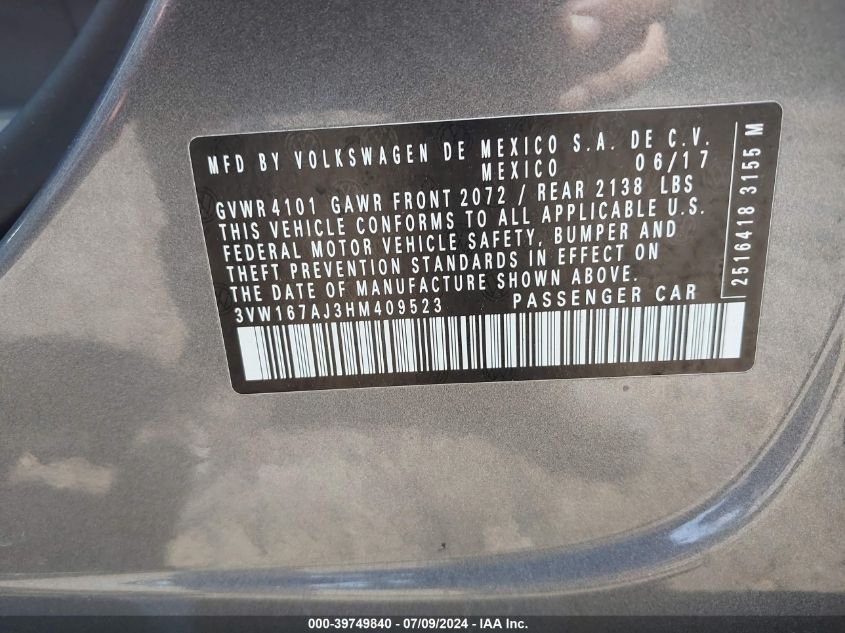 MFD BY VOLKSWAGEN DE MEXICO S.A. DE C.V.
MEXICO 06/17
GVWR4101 GAWR FRONT 2072 / REAR 2138 LBS
THIS VEHICLE CONFORMS TO ALL APPLICABLE U.S.
FEDERAL MOTOR VEHICLE SAFETY, BUMPER AND
THEFT PREVENTION STANDARDS IN EFFECT ON
THE DATE OF MANUFACTURE SHOWN ABOVE.
3VW167AJ3HM409523 PASSENGER CAR
2516418 3155 M
000-39749840 - 07/09/2024 - IAA Inc.